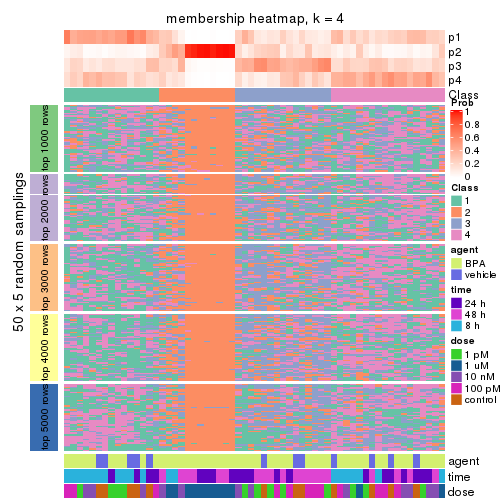 membership heatmap, k = 4
p1
p2
p3
p4
Class
50 x 5 random samplings
top 1000 rows
rows
top 2000
top 3000 rows
top 4000 rows
top 5000 rows
Prob
1
0.8
0.6
0.4
0.2
0
Class
1
2
3
4
agent
BPA
vehicle
time
24 h
48 h
8 h
dose
1 pM
1 uM
10 nM
100 pM
control
agent
time
dose